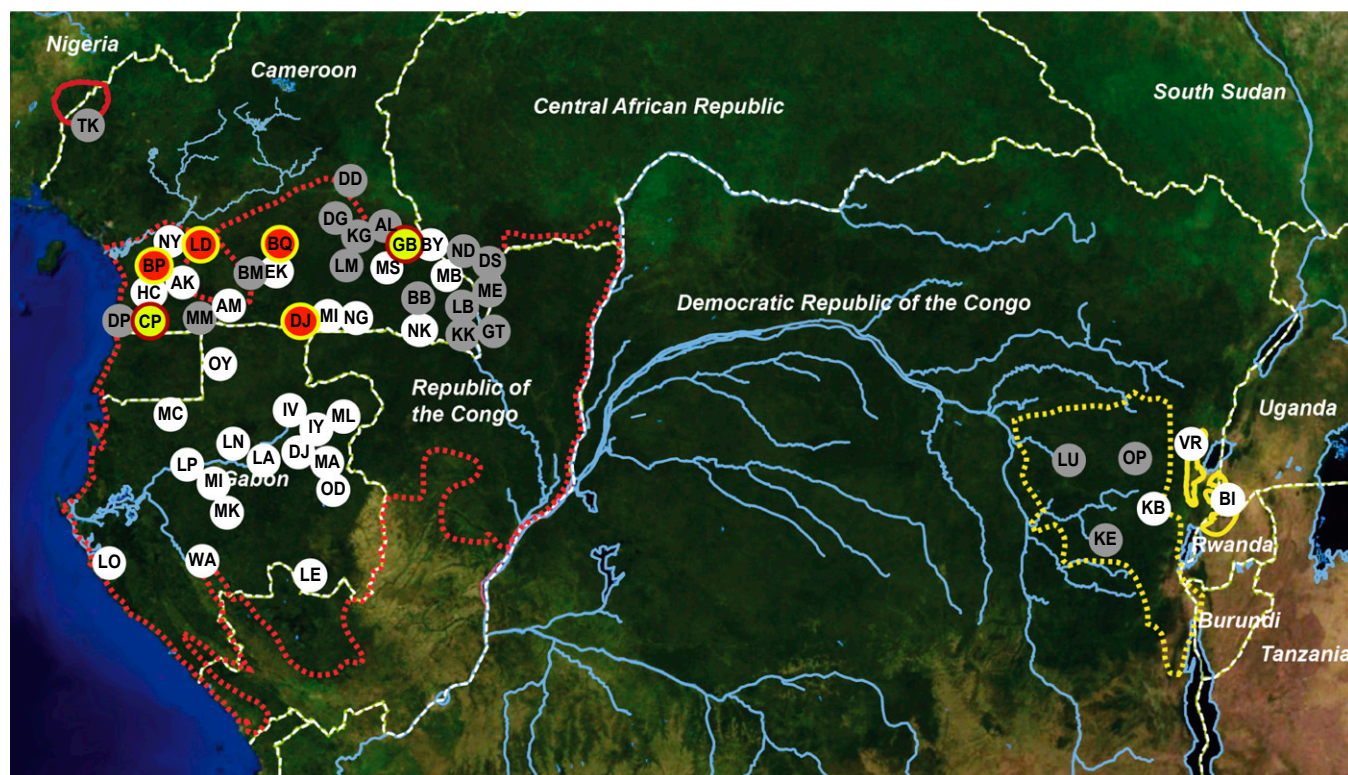 Nigeria
Cameroon
Central African Republic
South Sudan
TK
DD
DG
AL
KG
NY
LD
BQ
GB
BY
ND
DS
BP
BM
EK
LM
MS
MB
AK
HC
ME
BB
LB
AM
DP
CP
MM
DJ
MI
NG
NK
KK
GT
Democratic Republic of the Congo
OY
Republic of
the Congo
Uganda
MC
IV
ML
IY
LN
VR
LP
LA
DJ
MA
LU
OP
MI
Gabon
OD
MK
KB
BI
KE
Rwanda
LO
WA
LE
Burundi
Tanzania